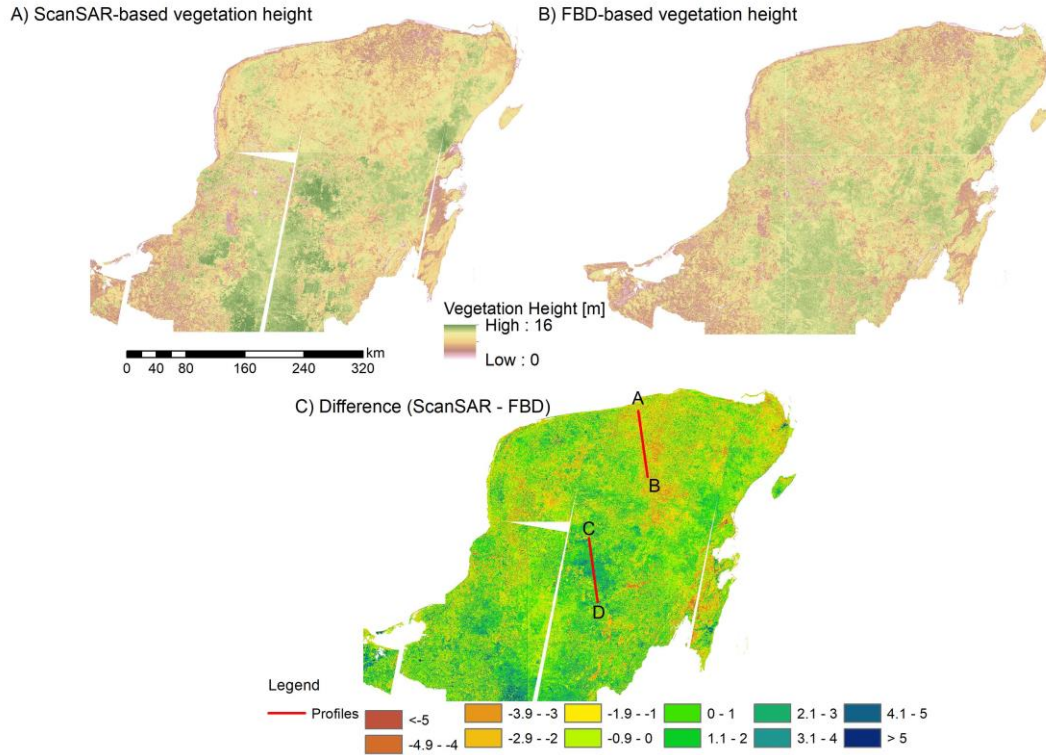 A) ScanSAR-based vegetation height
B) FBD-based vegetation height
Vegetation Height [m]
High : 16
Low : 0
km
0 40 80 160 240 320
C) Difference (ScanSAR - FBD)
A
B
C
D
Legend
Profiles
<-5
-3.9 - -3
-1.9 - -1
0 - 1
2.1 - 3
4.1 - 5
-4.9 - -4
-2.9 - -2
-0.9 - 0
1.1 - 2
3.1 - 4
> 5